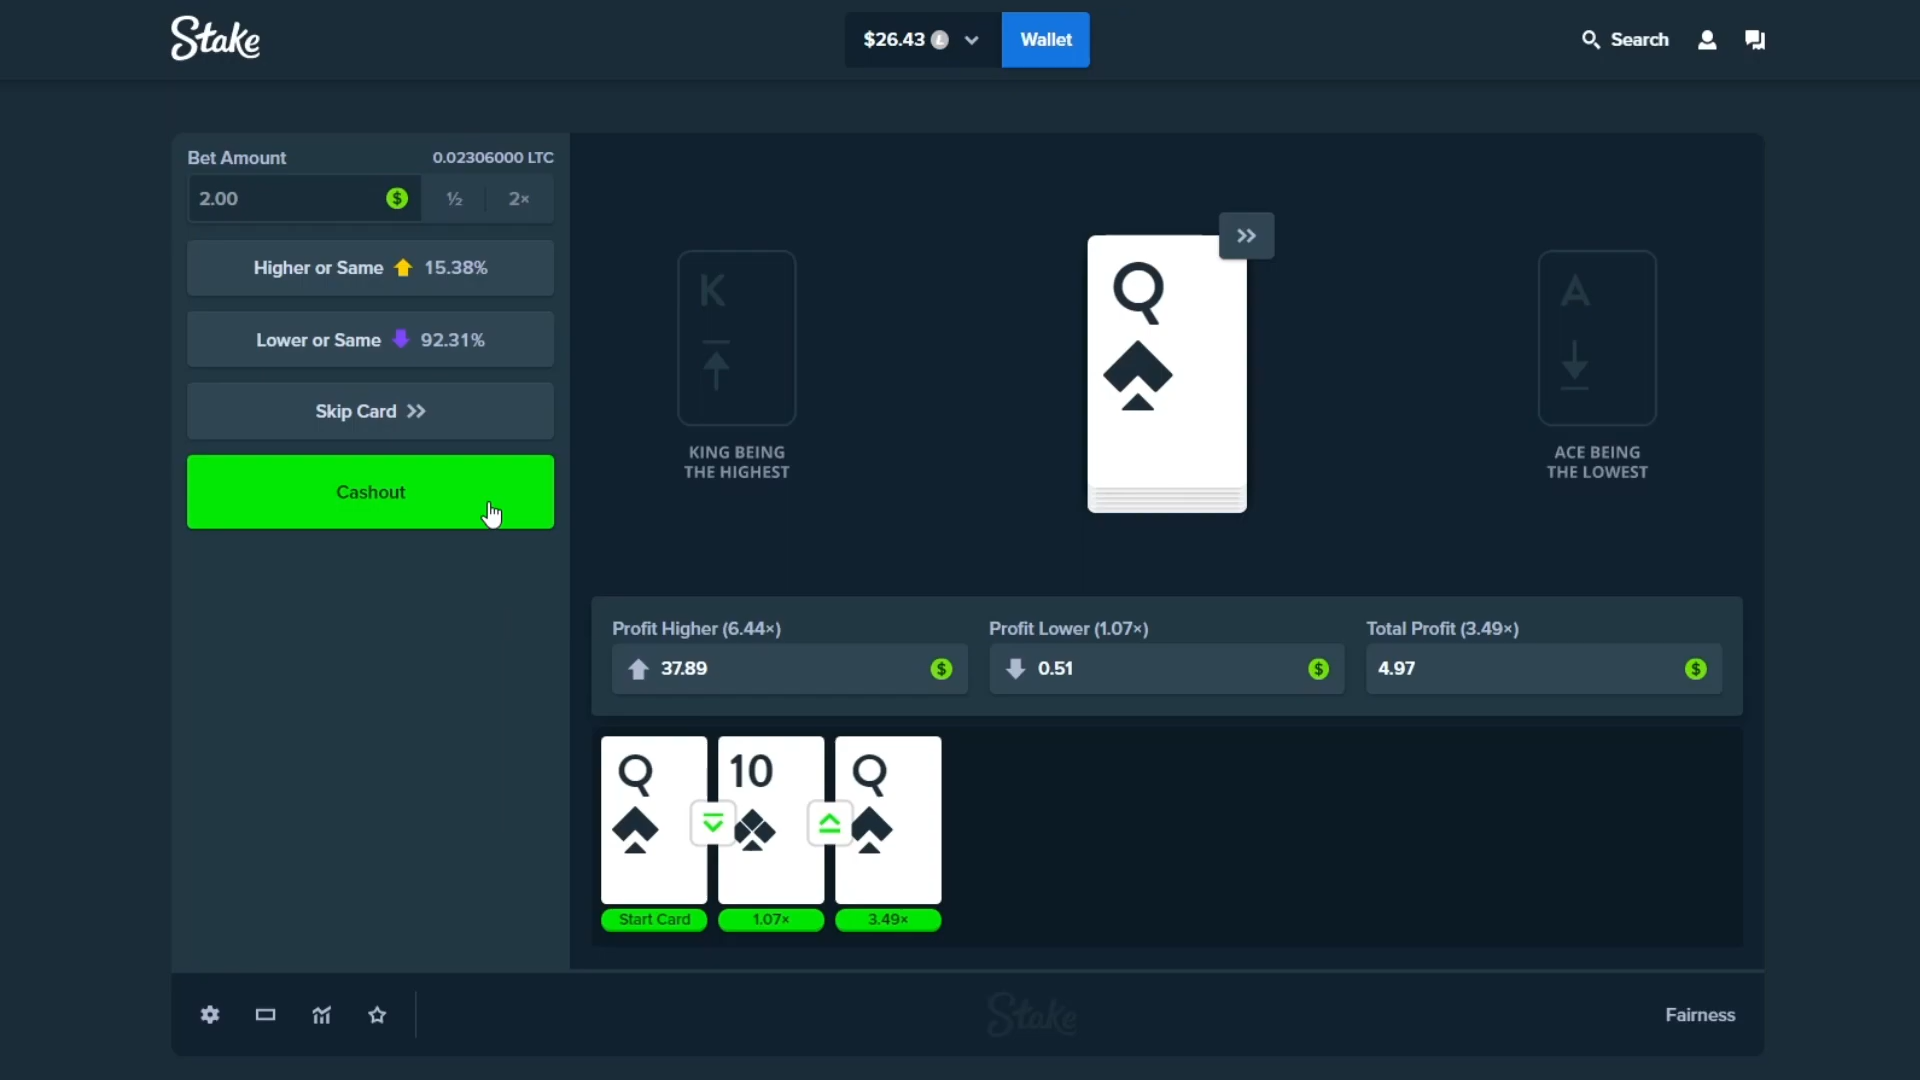 Stake
$26.43
Wallet
Search
Bet Amount
0.02306000 LTC
2.00
$
½
2×
Higher or Same 15.38%
Lower or Same 92.31%
Skip Card
Cashout
K
KING BEING
THE HIGHEST
Q
A
ACE BEING
THE LOWEST
Profit Higher (6.44×)
37.89
$
Profit Lower (1.07×)
0.51
$
Total Profit (3.49×)
4.97
$
Q
10
Q
Start Card
1.07×
3.49×
Stake
Fairness